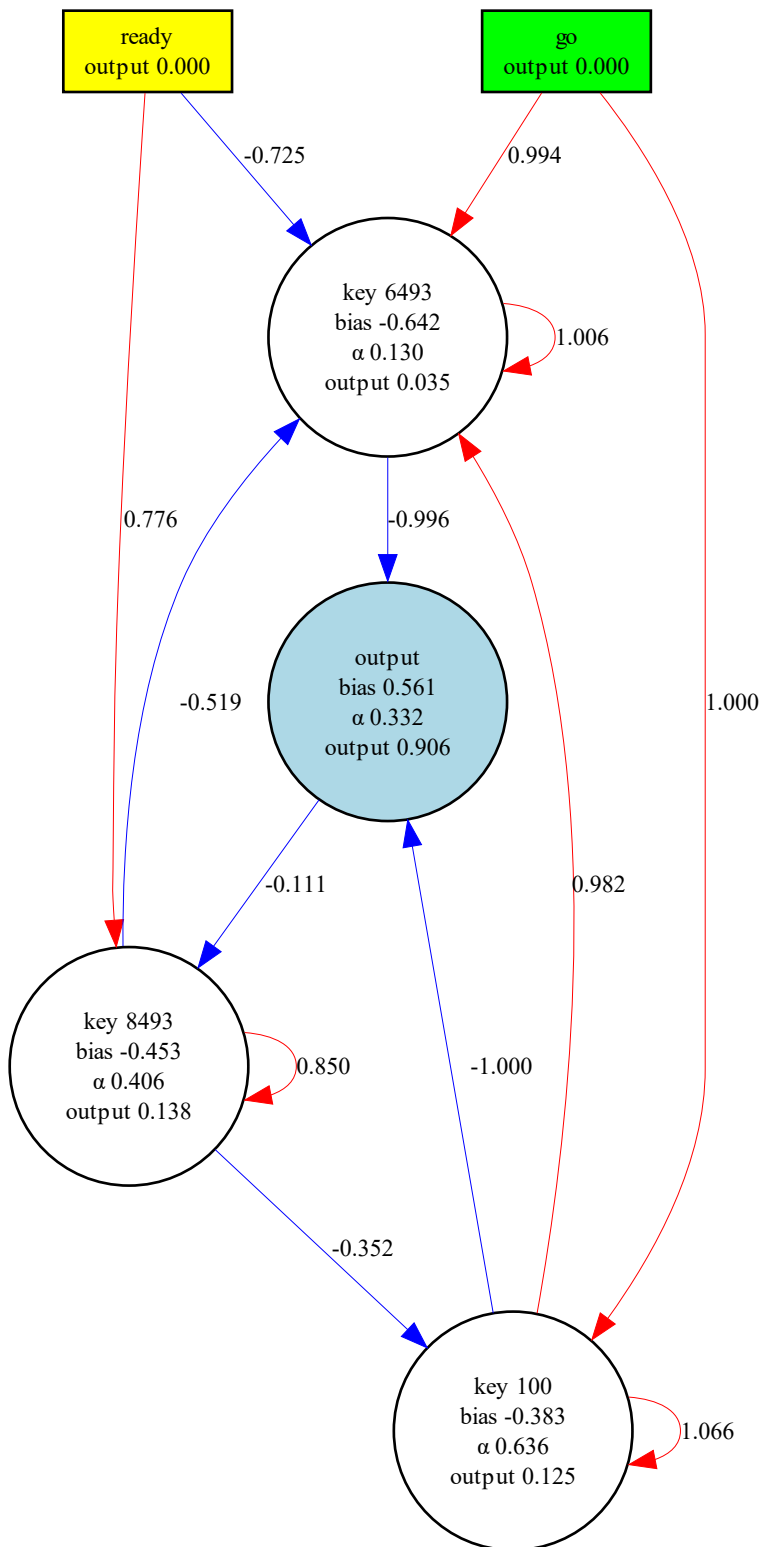 ready
output 0.000
go
output 0.000
-0.725
0.994
key 6493
bias -0.642
α 0.130
output 0.035
1.006
0.776
-0.996
output
bias 0.561
α 0.332
output 0.906
-0.519
1.000
-0.111
0.982
key 8493
bias -0.453
α 0.406
output 0.138
0.850
-1.000
-0.352
key 100
bias -0.383
α 0.636
output 0.125
1.066